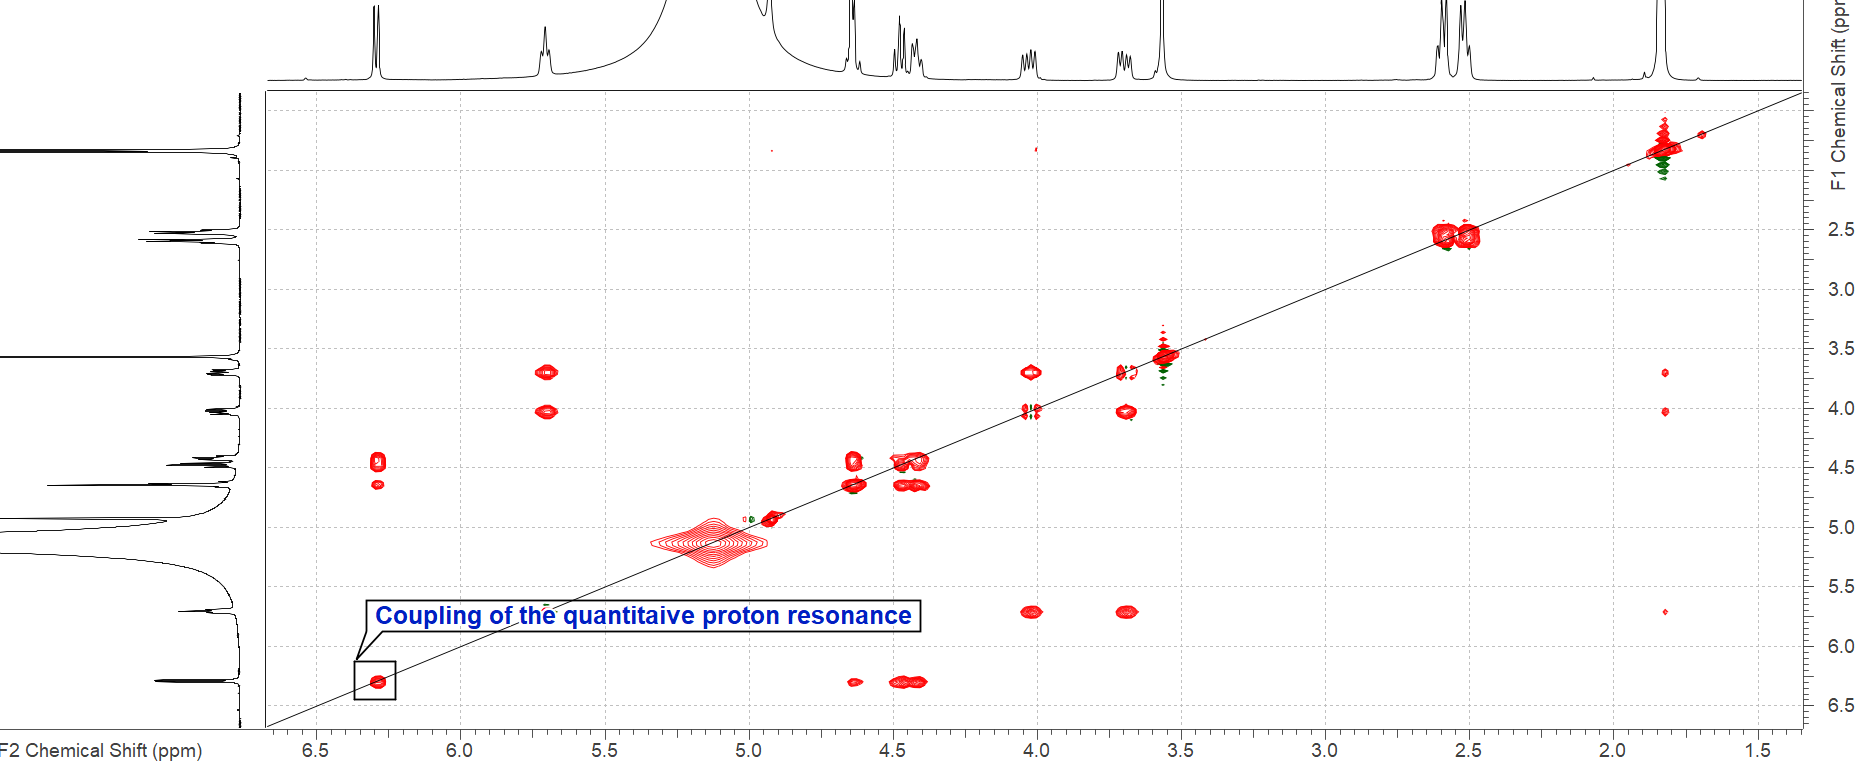 F1 Chemical Shift (ppm
2.5
3.0
3.5
4.0
4.5
5.0
5.5
Coupling of the quantitaive proton resonance
6.0
6.5
F2 Chemical Shift (ppm)
6.5 6.0 5.5 5.0 4.5 4.0 3.5 3.0 2.5 2.0 1.5